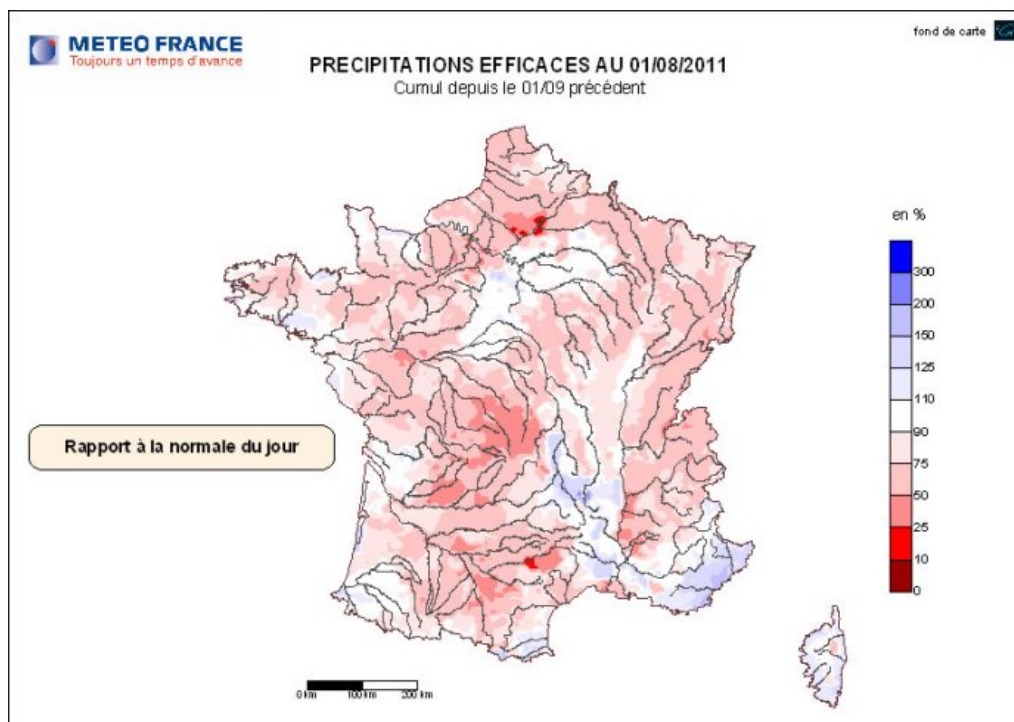 METEO FRANCE
Toujours un temps d'avance
fond de carte
PRECIPITATIONS EFFICACES AU 01/08/2011
Cumul depuis le 01/09 précédent
en %
300
200
150
125
110
90
75
50
25
10
0
Rapport à la normale du jour
0 km 100 km 200 km